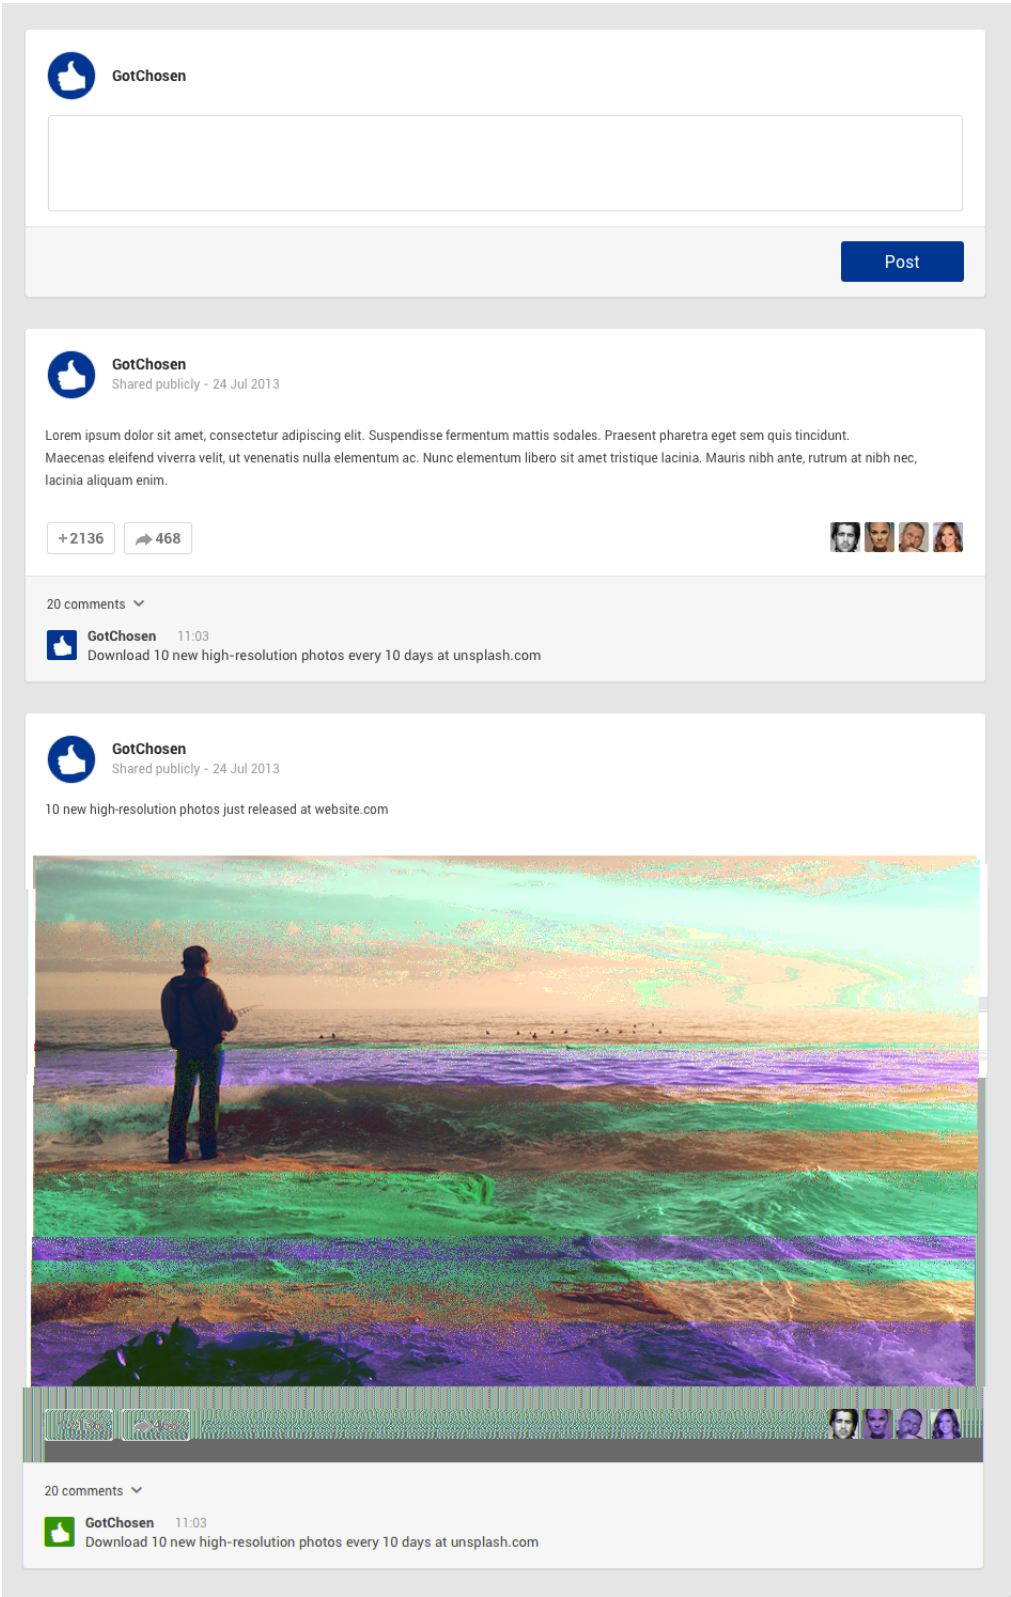 GotChosen
Post
GotChosen
Shared publicly - 24 Jul 2013
Lorem ipsum dolor sit amet, consectetur adipiscing elit. Suspendisse fermentum mattis sodales. Praesent pharetra eget sem quis tincidunt.
Maecenas eleifend viverra velit, ut venenatis nulla elementum ac. Nunc elementum libero sit amet tristique lacinia. Mauris nibh ante, rutrum at nibh nec,
lacinia aliquam enim.
+2136
468
20 comments
GotChosen 11:03
Download 10 new high-resolution photos every 10 days at unsplash.com
GotChosen
Shared publicly - 24 Jul 2013
10 new high-resolution photos just released at website.com
20 comments
GotChosen 11:03
Download 10 new high-resolution photos every 10 days at unsplash.com